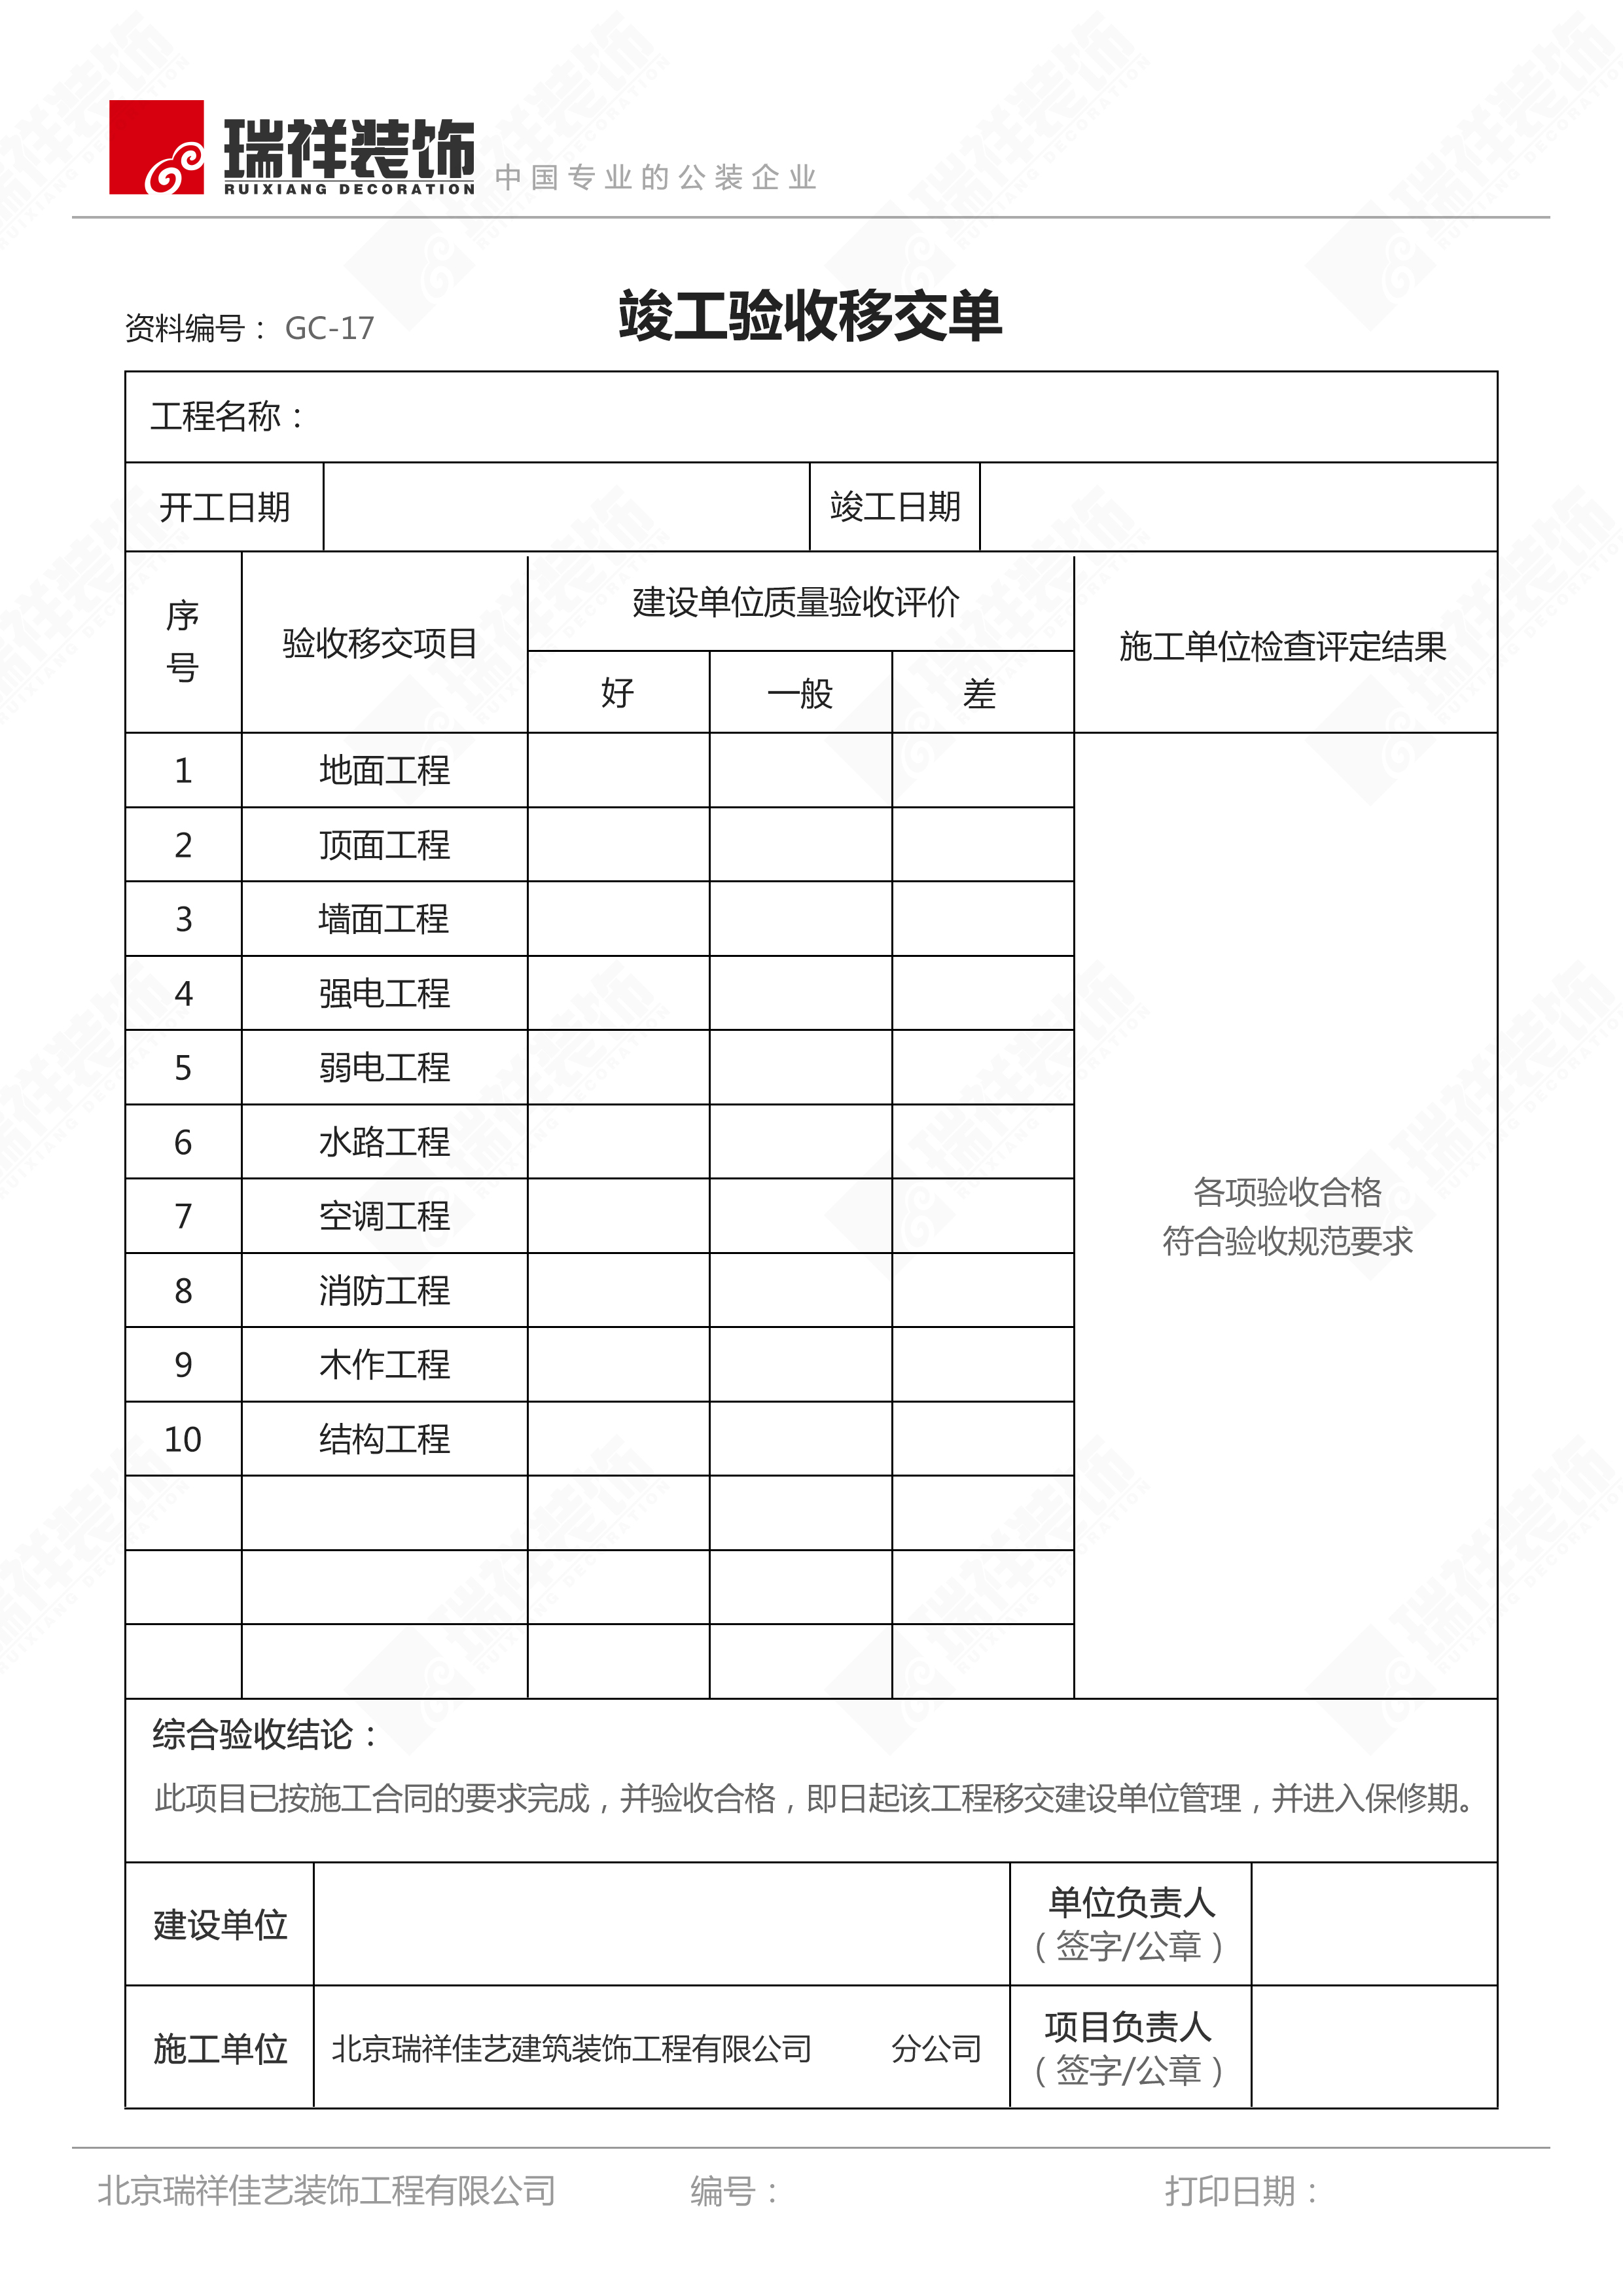 瑞祥装饰
RUIXIANG DECORATION
中国专业的公装企业
资料编号： GC-17
竣工验收移交单
工程名称：
开工日期 竣工日期
序号 验收移交项目 建设单位质量验收评价 施工单位检查评定结果
好 一般 差
1 地面工程
2 顶面工程
3 墙面工程
4 强电工程
5 弱电工程
6 水路工程
7 空调工程
8 消防工程
9 木作工程
10 结构工程
各项验收合格
符合验收规范要求
综合验收结论：
此项目已按施工合同的要求完成，并验收合格，即日起该工程移交建设单位管理，并进入保修期。
建设单位 单位负责人
（签字/公章）
施工单位 北京瑞祥佳艺建筑装饰工程有限公司 分公司 项目负责人
（签字/公章）
北京瑞祥佳艺装饰工程有限公司 编号： 打印日期：